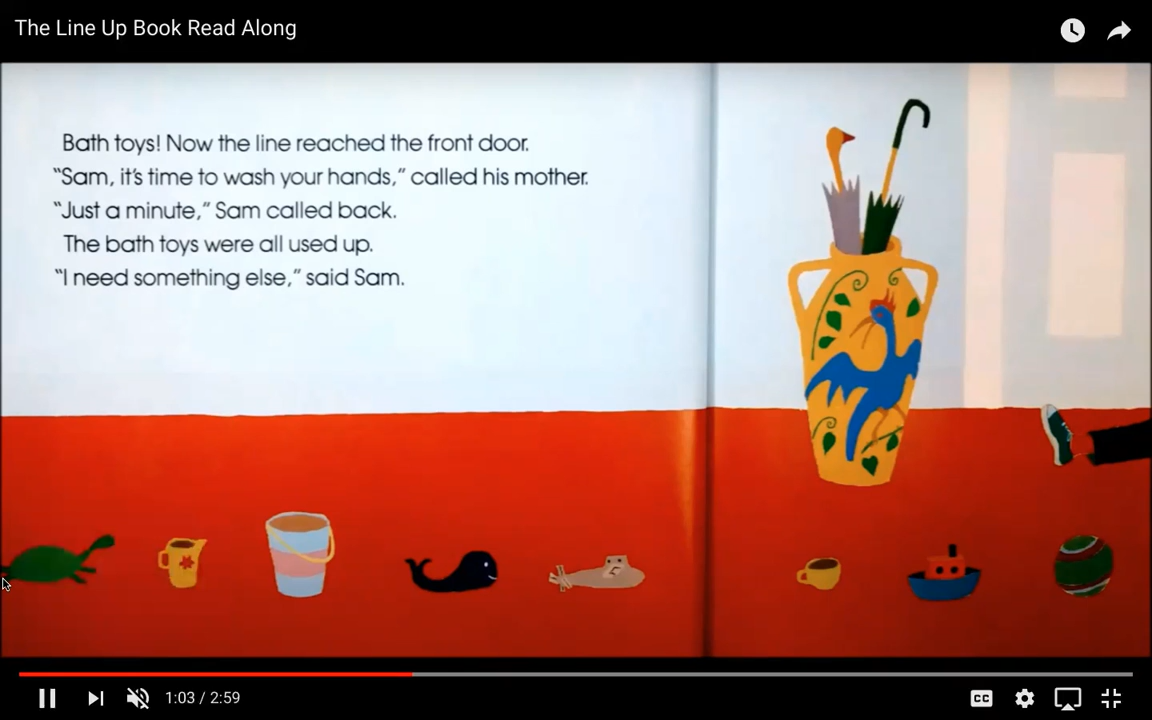 The Line Up Book Read Along
Bath toys! Now the line reached the front door.
"Sam, it's time to wash your hands," called his mother.
"Just a minute," Sam called back.
The bath toys were all used up.
"I need something else," said Sam.
1:03 / 2:59
CC